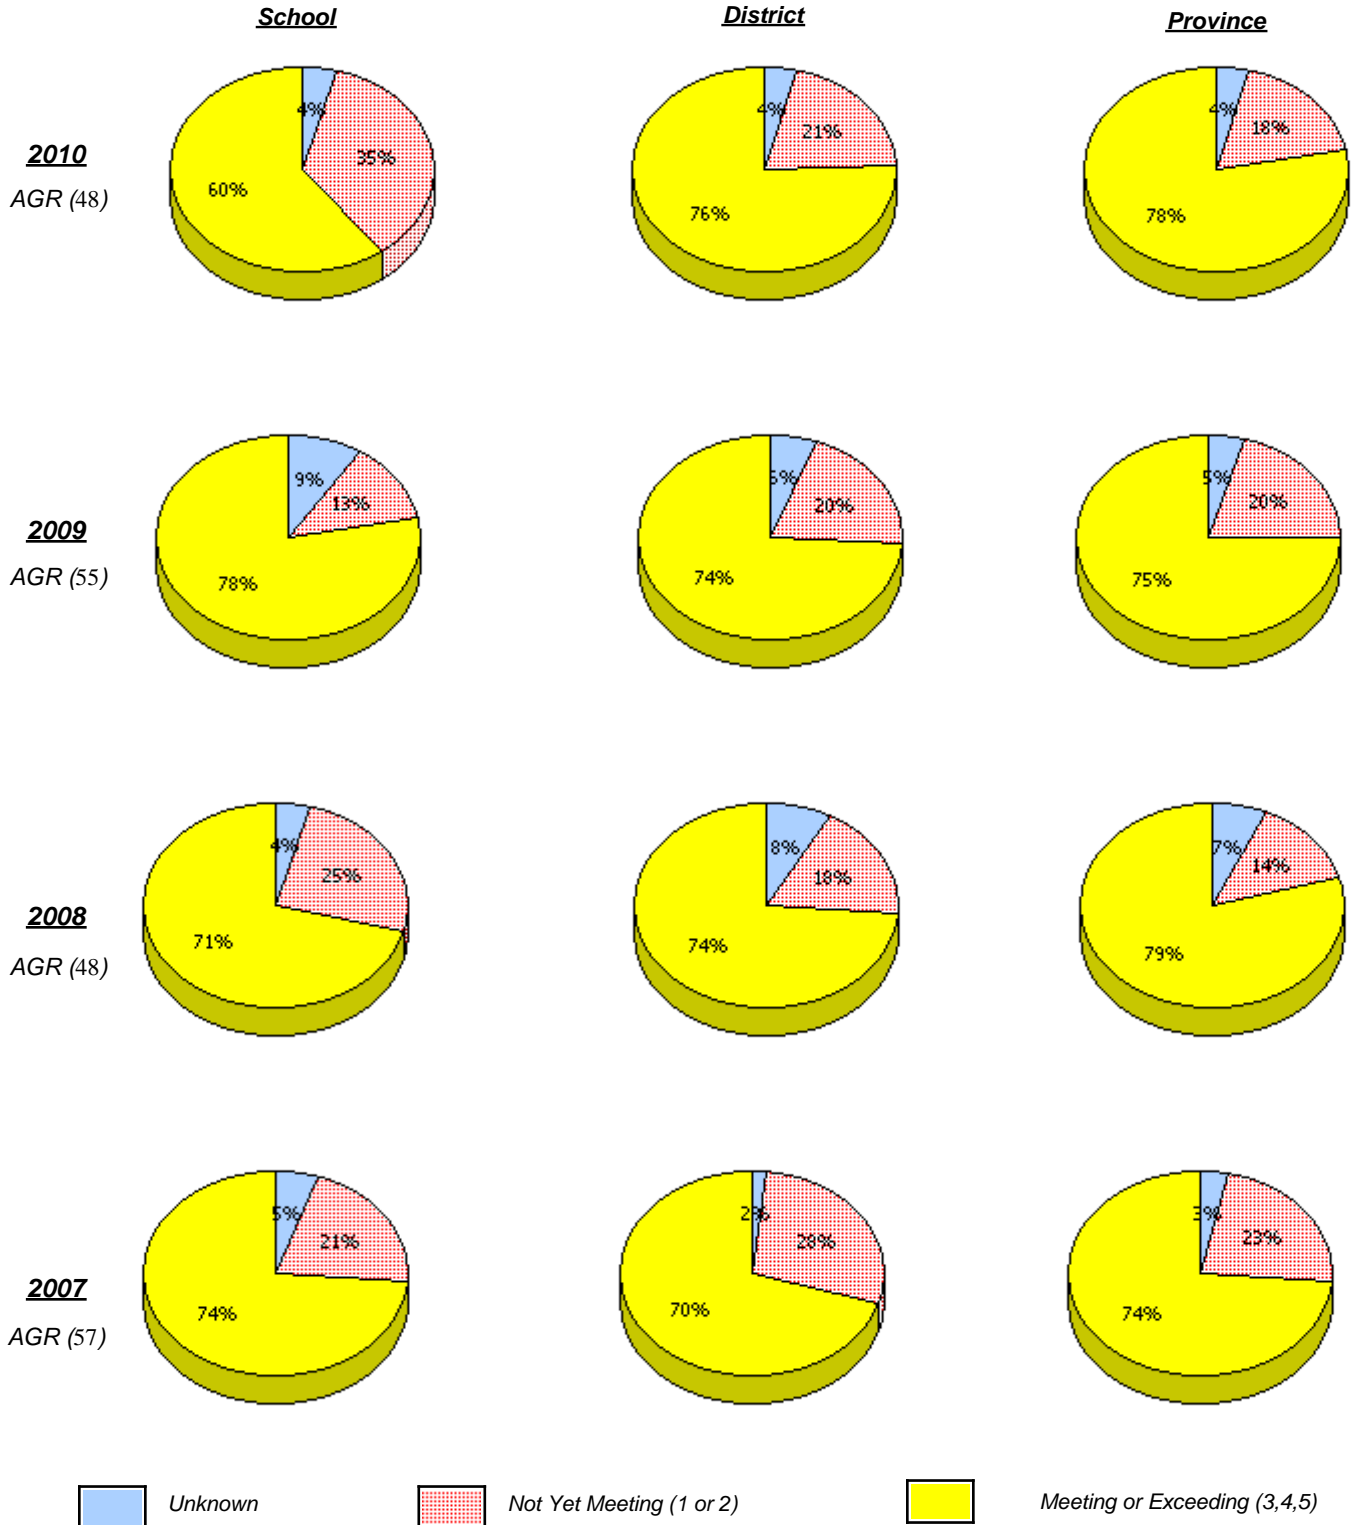 School District Province
2010
AGR (48)
4% 35% 60%
4% 21% 76%
4% 18% 78%
2009
AGR (55)
9% 13% 78%
20% 74%
5% 20% 75%
2008
AGR (48)
4% 25% 71%
8% 18% 74%
7% 14% 79%
2007
AGR (57)
5% 21% 74%
2% 28% 70%
3% 23% 74%
Unknown Not Yet Meeting (1 or 2) Meeting or Exceeding (3,4,5)